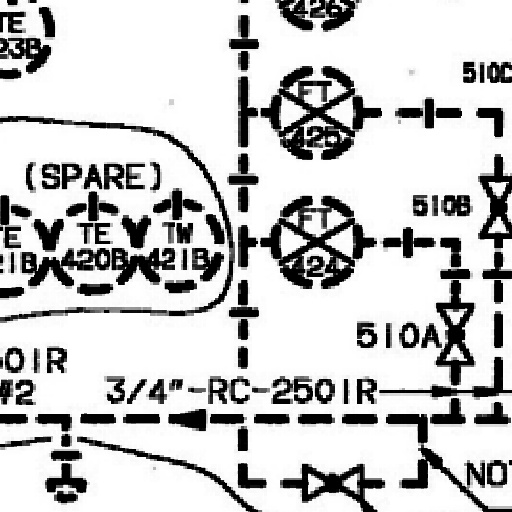 TE
23B
426
510C
FT
425
(SPARE)
510B
TE
21B
TE
420B
TW
421B
FT
424
510A
501R
#2
3/4"-RC-2501R
NOT